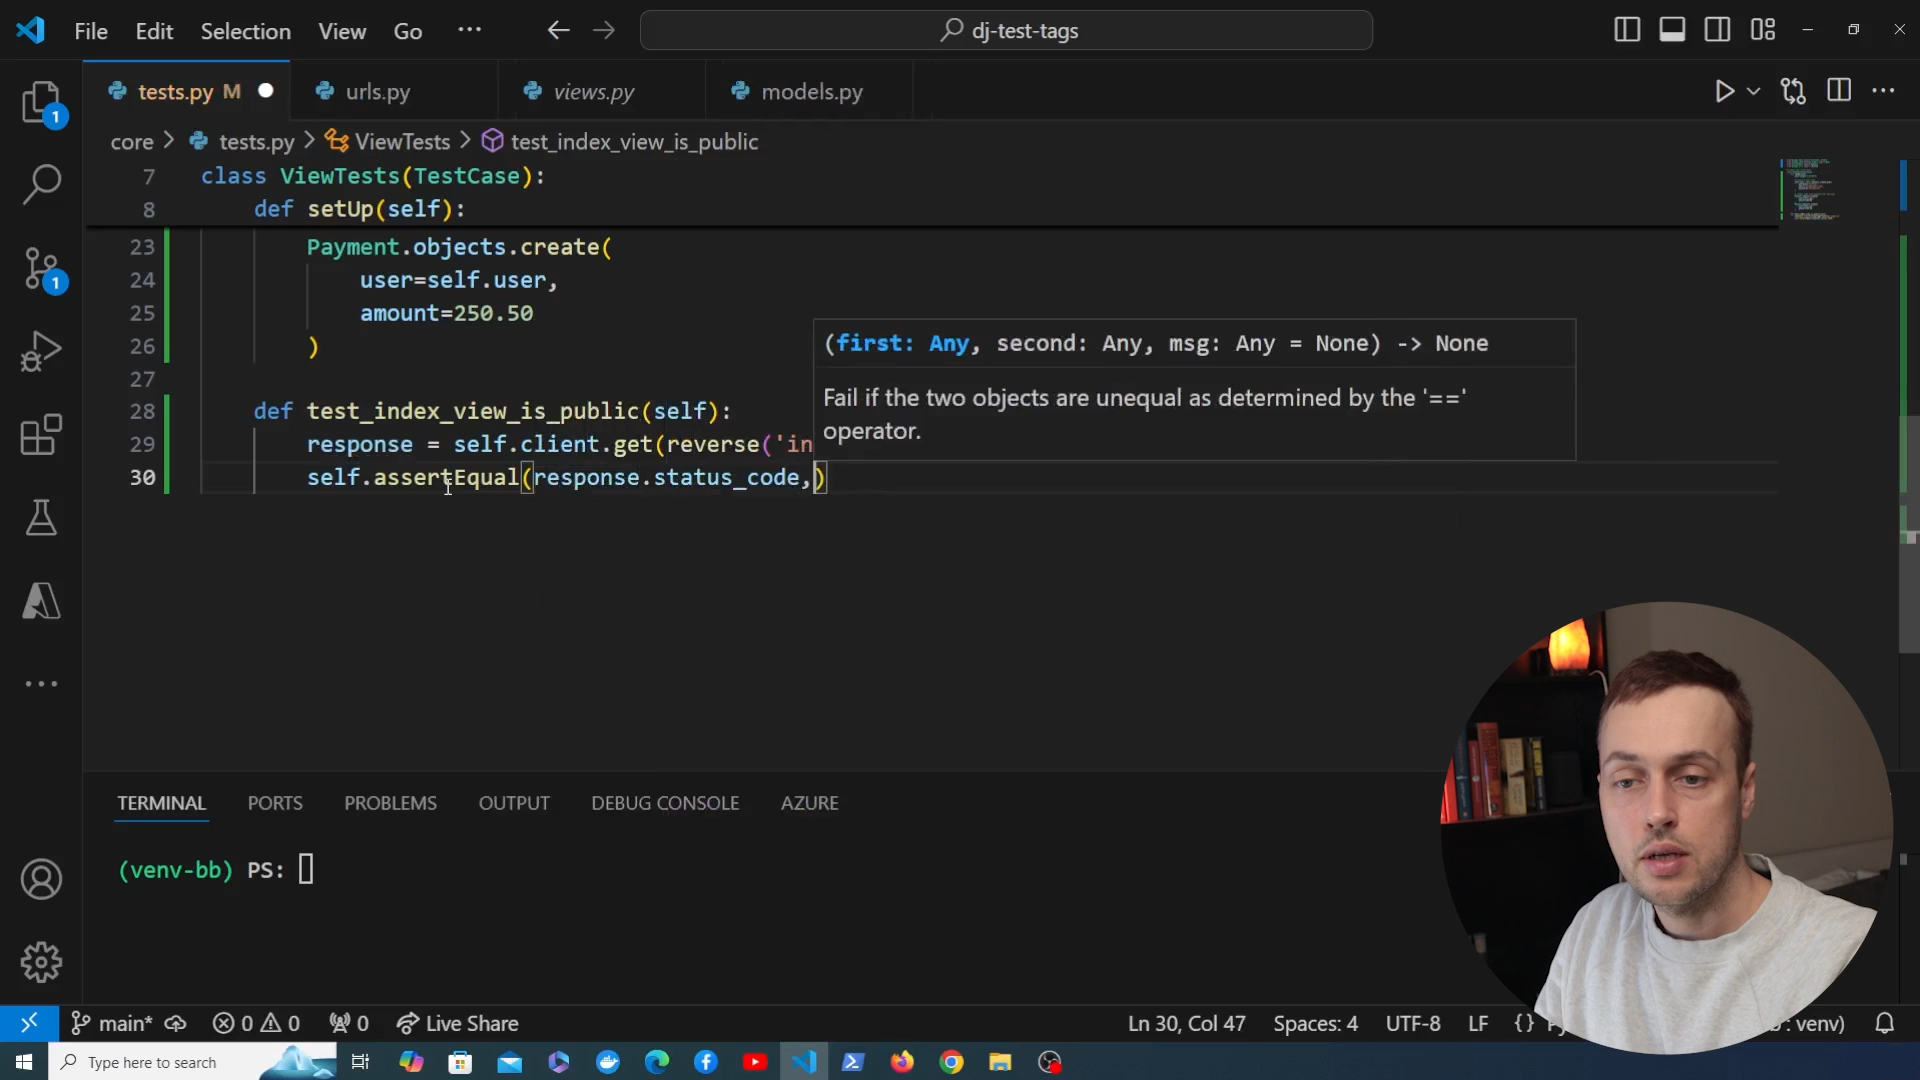 File Edit Selection View Go ··· dj-test-tags
tests.py M urls.py views.py models.py
core > tests.py > ViewTests > test_index_view_is_public
7 class ViewTests(TestCase):
8 def setUp(self):
23 Payment.objects.create(
24 user=self.user,
25 amount=250.50
26 )
27
28 def test_index_view_is_public(self):
29 response = self.client.get(reverse('in
30 self.assertEqual(response.status_code,)
(first: Any, second: Any, msg: Any = None) -> None
Fail if the two objects are unequal as determined by the '=='
operator.
1
1
TERMINAL PORTS PROBLEMS OUTPUT DEBUG CONSOLE AZURE
(venv-bb) PS:
main* 0 0 0 Live Share Ln 30, Col 47 Spaces: 4 UTF-8 LF {} venv)
Type here to search